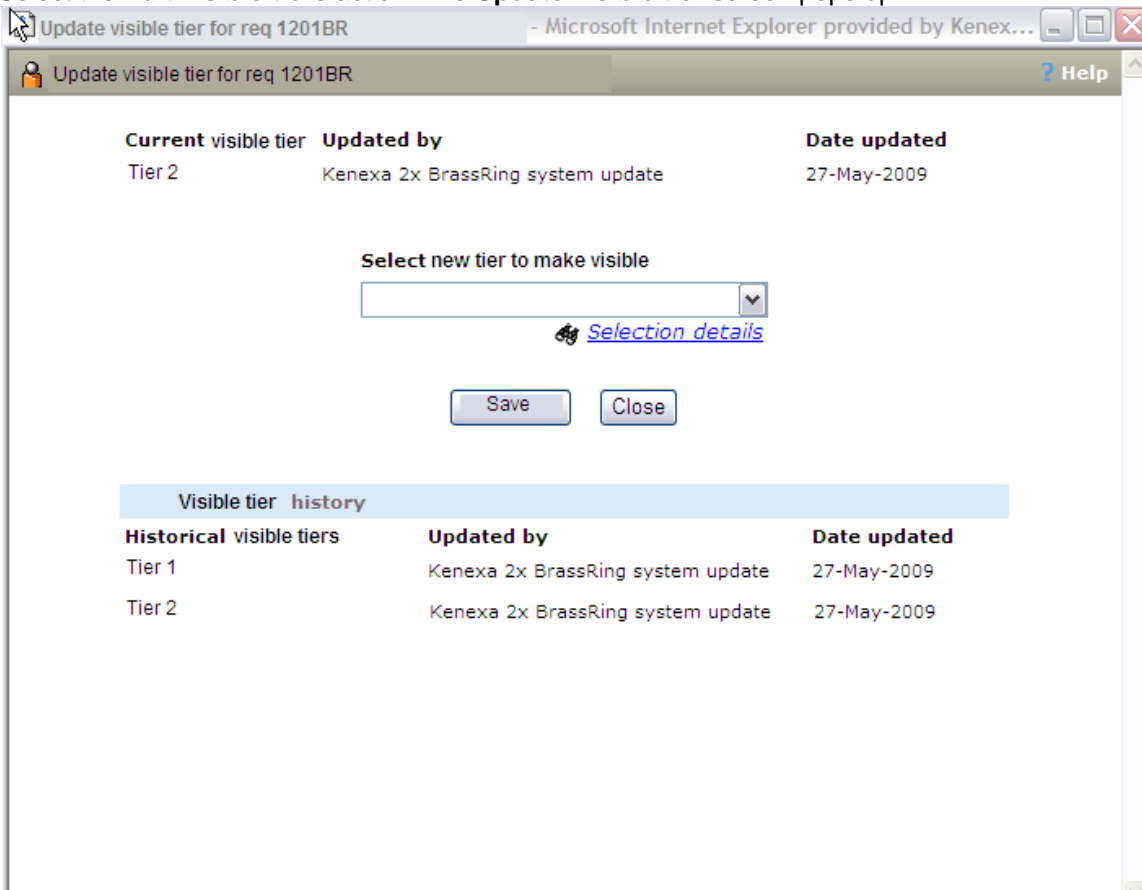 Update visible tier for req 1201BR - Microsoft Internet Explorer provided by Kenex...
Update visible tier for req 1201BR ? Help
Current visible tier Updated by Date updated
Tier 2 Kenexa 2x BrassRing system update 27-May-2009
Select new tier to make visible
Selection details
Save Close
Visible tier history
Historical visible tiers Updated by Date updated
Tier 1 Kenexa 2x BrassRing system update 27-May-2009
Tier 2 Kenexa 2x BrassRing system update 27-May-2009